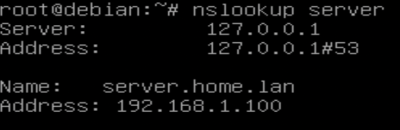 root@debian:~# nslookup server
Server:         127.0.0.1
Address:        127.0.0.1#53

Name:   server.home.lan
Address: 192.168.1.100